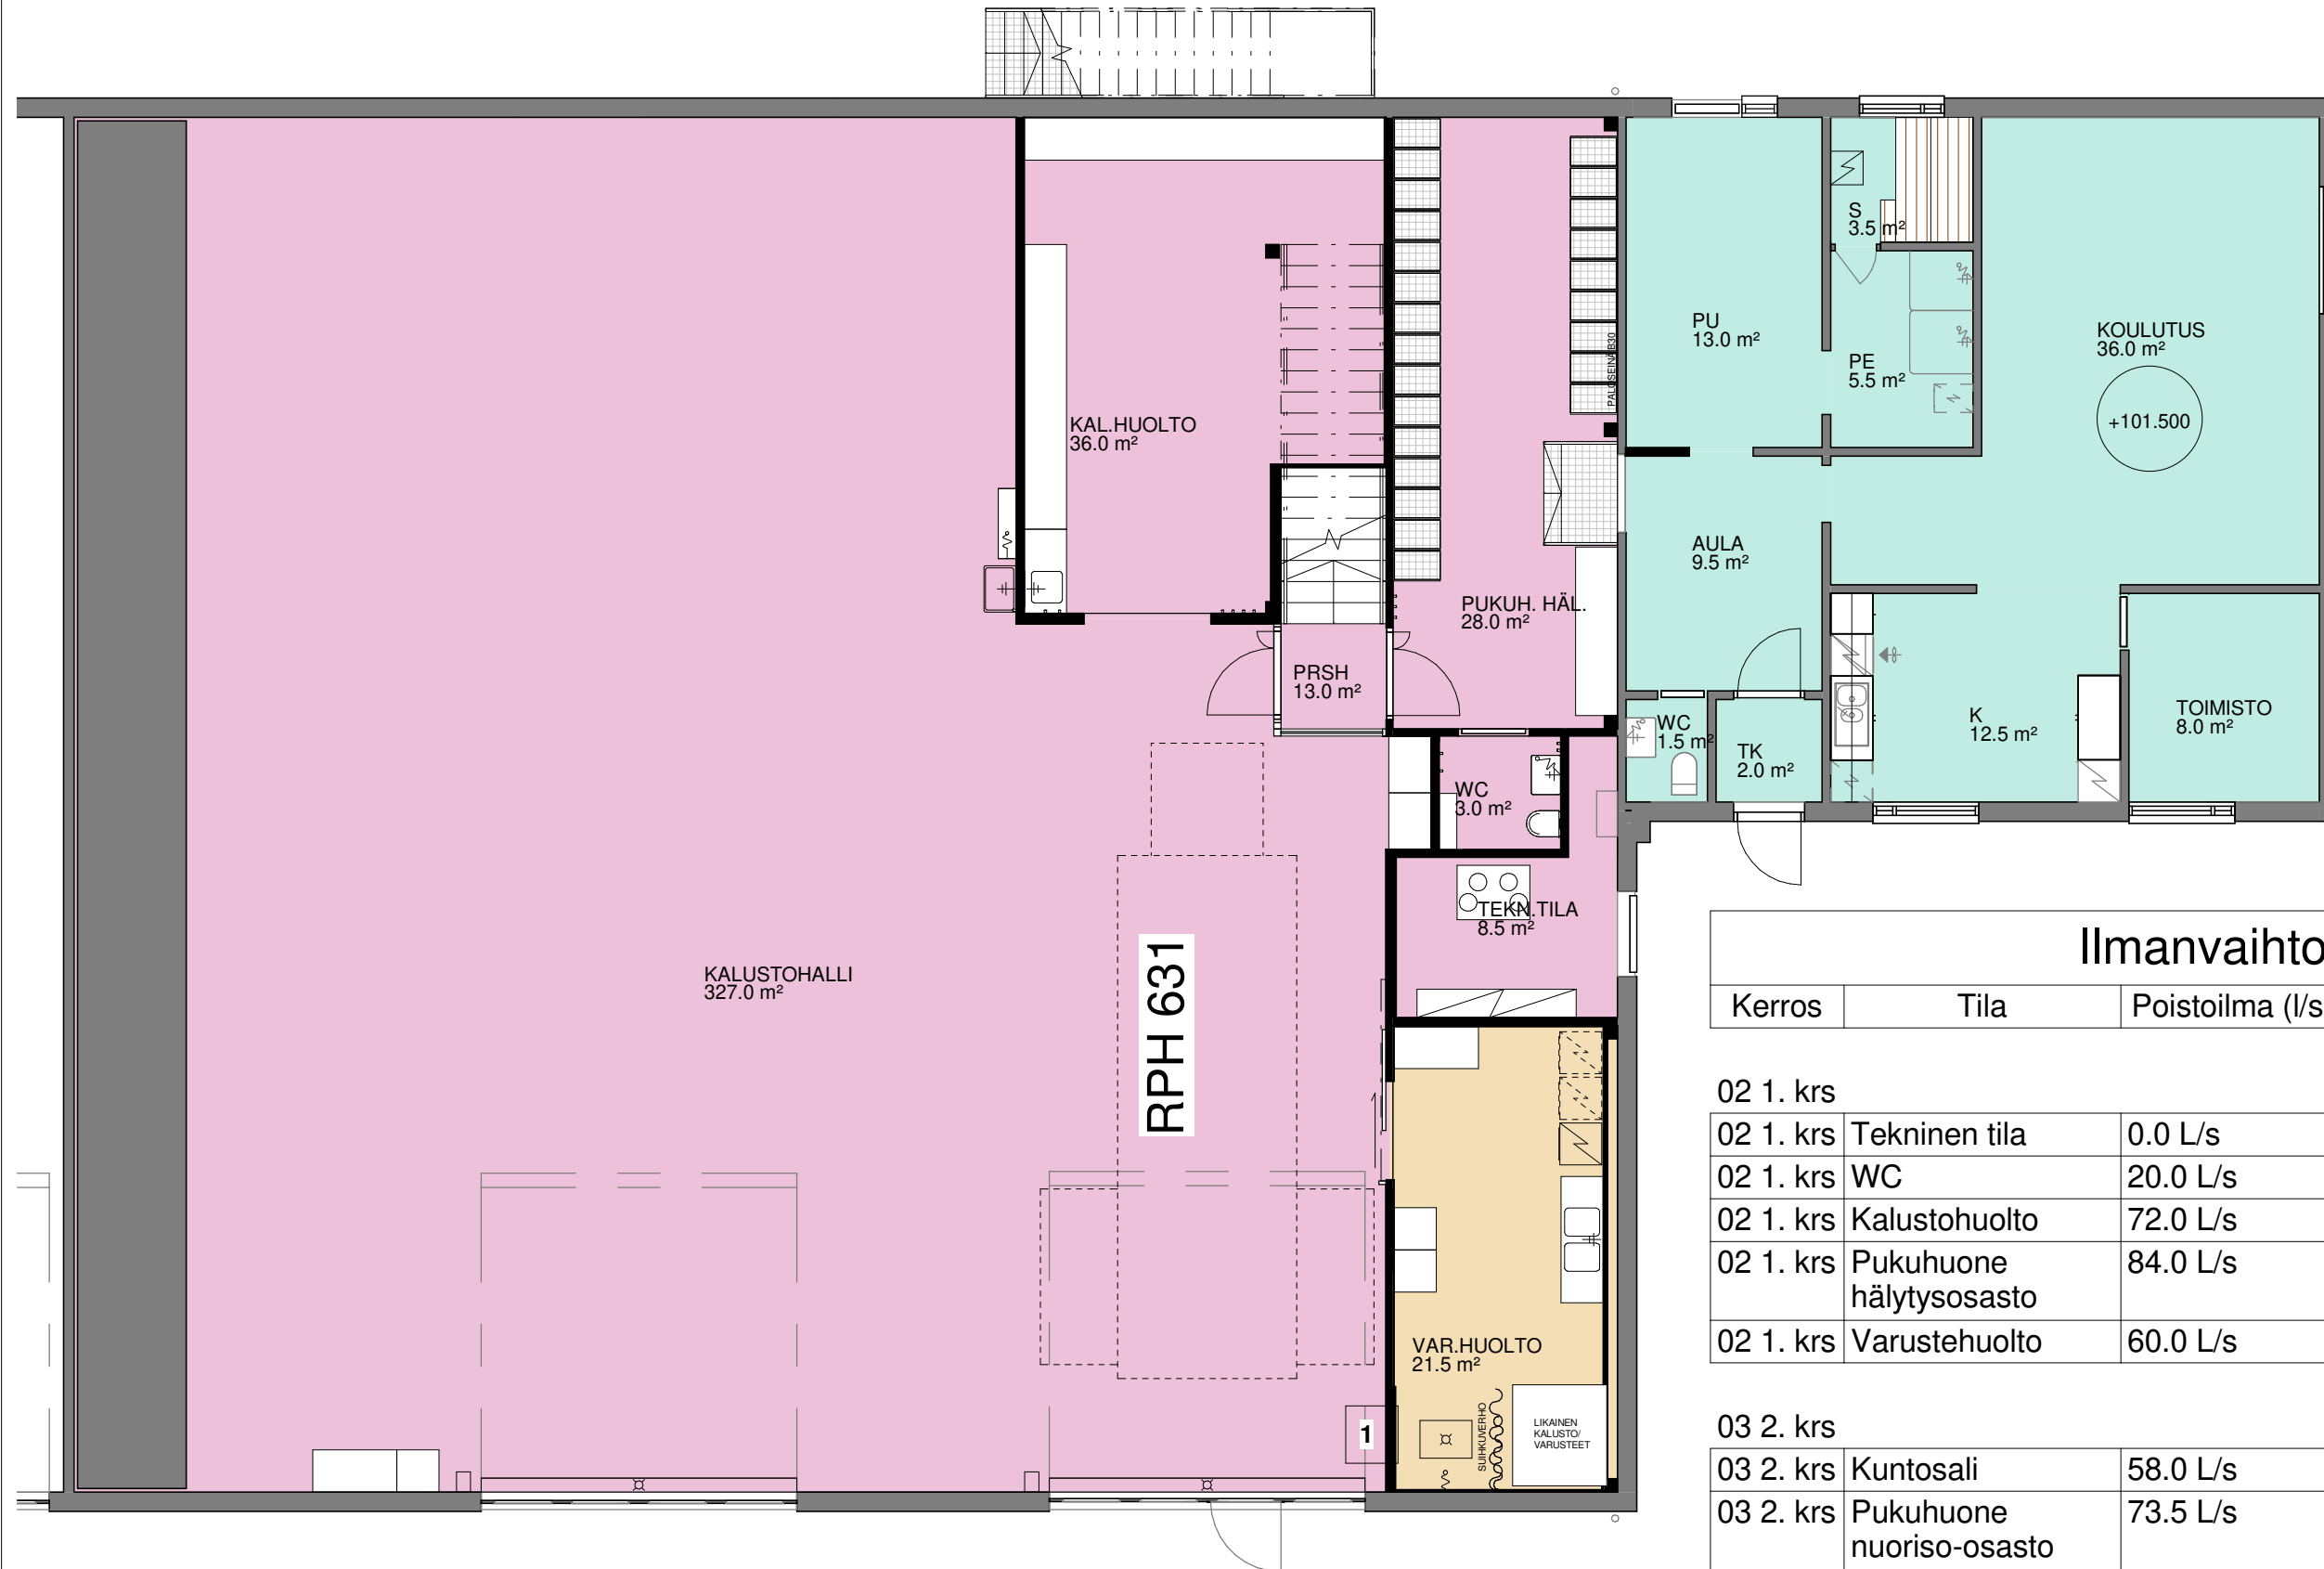 S
3.5 m²
PU
13.0 m²
KOULUTUS
36.0 m²
PALOSEINÄ B30
PE
5.5 m²
+101.500
KAL.HUOLTO
36.0 m²
AULA
9.5 m²
PUKUH. HÄL.
28.0 m²
PRSH
13.0 m²
WC
1.5 m²
TK
2.0 m²
K
12.5 m²
TOIMISTO
8.0 m²
WC
3.0 m²
TEKN.TILA
8.5 m²
KALUSTOHALLI
327.0 m²
RPH 631
VAR.HUOLTO
21.5 m²
SUIHKUVERHO
LIKAINEN
KALUSTO/
VARUSTEET
1
Ilmanvaihto
Kerros Tila Poistoilma (l/s
02 1. krs
02 1. krs Tekninen tila 0.0 L/s
02 1. krs WC 20.0 L/s
02 1. krs Kalustohuolto 72.0 L/s
02 1. krs Pukuhuone 84.0 L/s
hälytysosasto
02 1. krs Varustehuolto 60.0 L/s
03 2. krs
03 2. krs Kuntosali 58.0 L/s
03 2. krs Pukuhuone 73.5 L/s
nuoriso-osasto